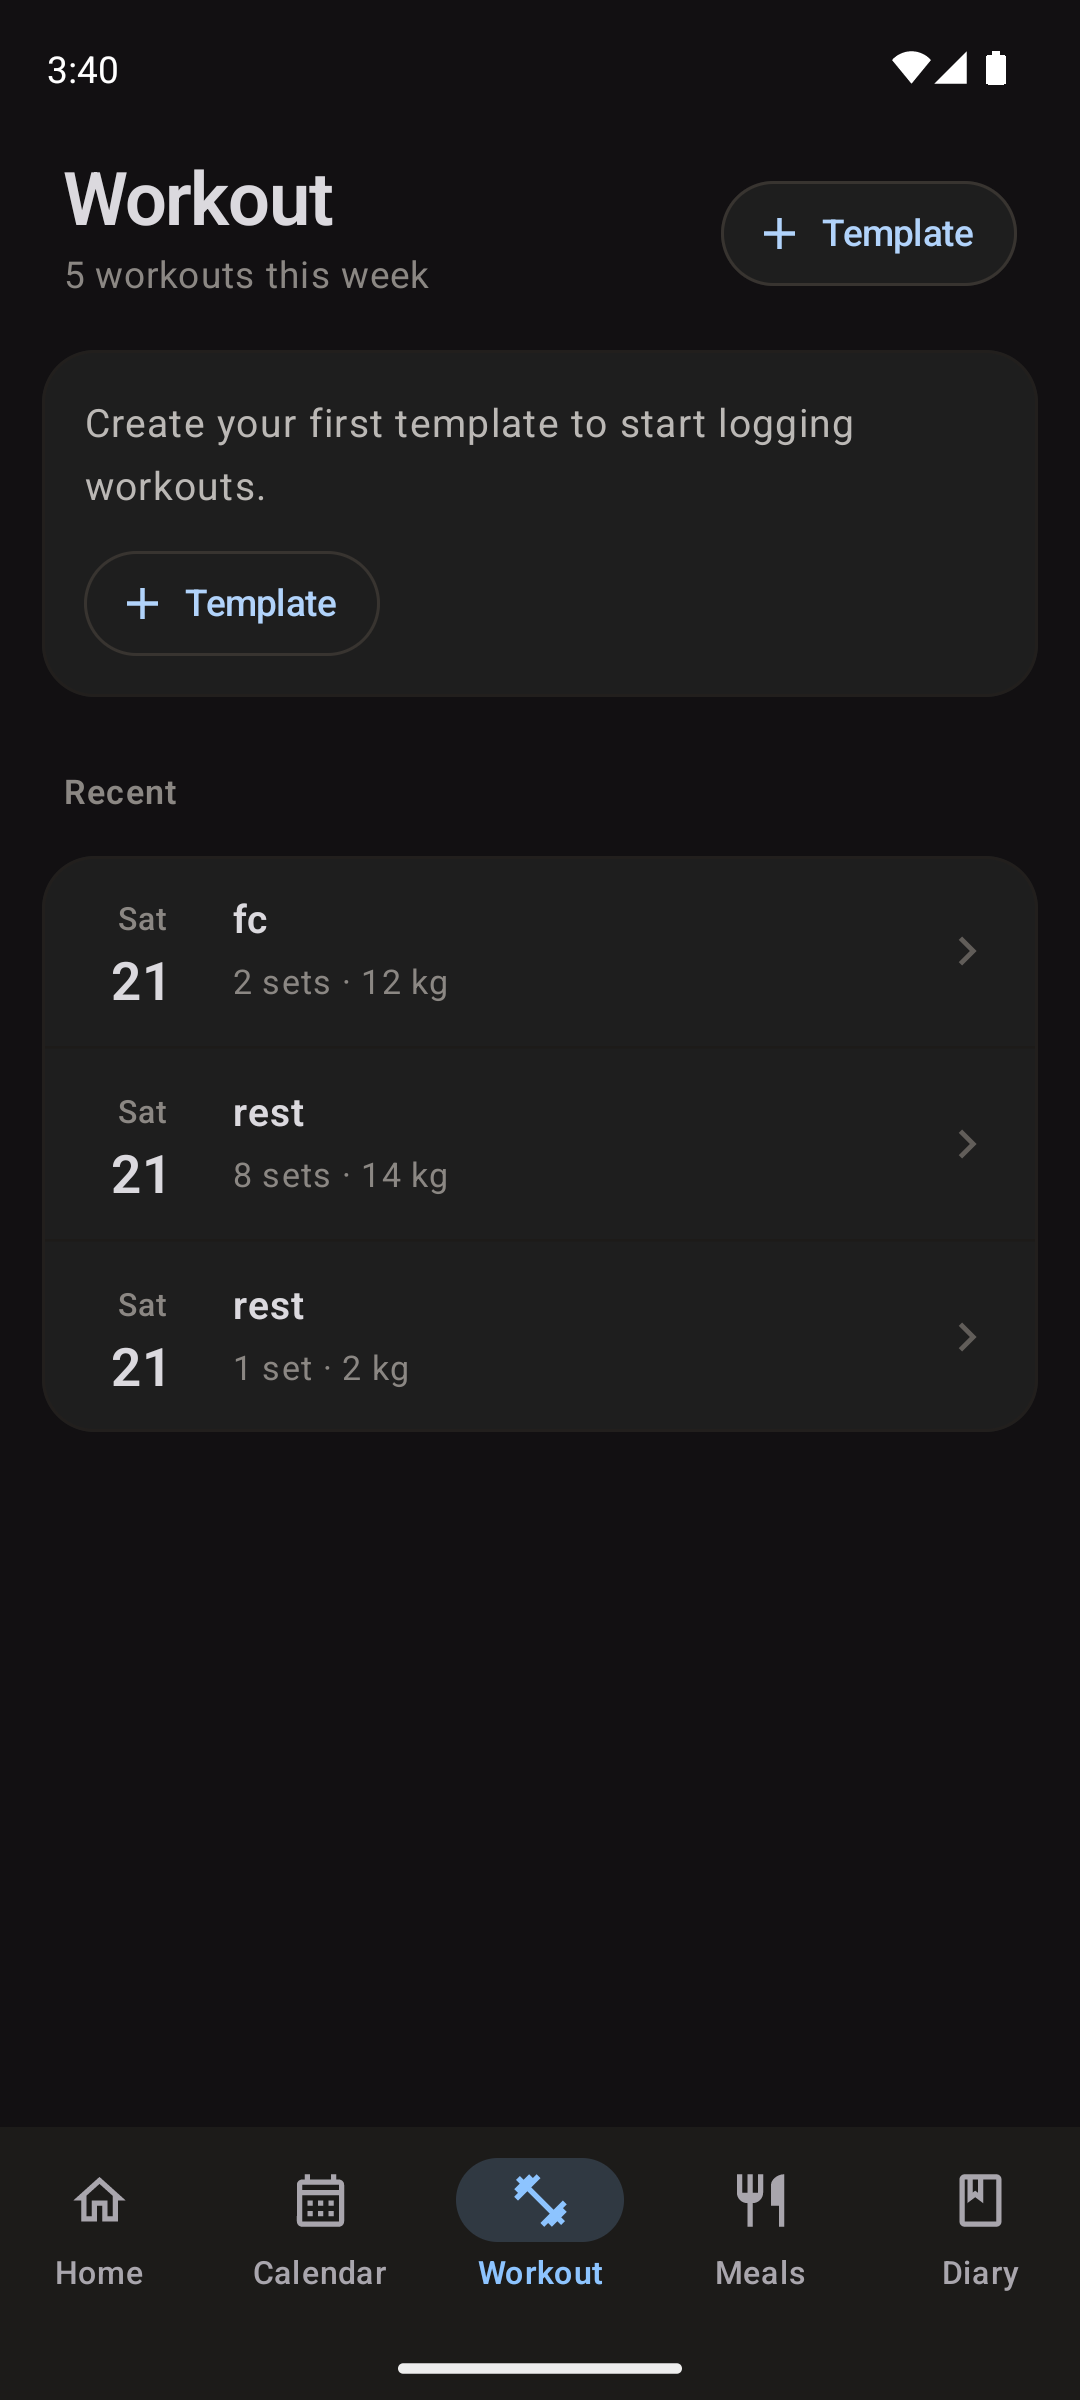 3:40
Workout
5 workouts this week
+ Template
Create your first template to start logging
workouts.
+ Template
Recent
Sat
21
fc
2 sets · 12 kg
Sat
21
rest
8 sets · 14 kg
Sat
21
rest
1 set · 2 kg
Home
Calendar
Workout
Meals
Diary